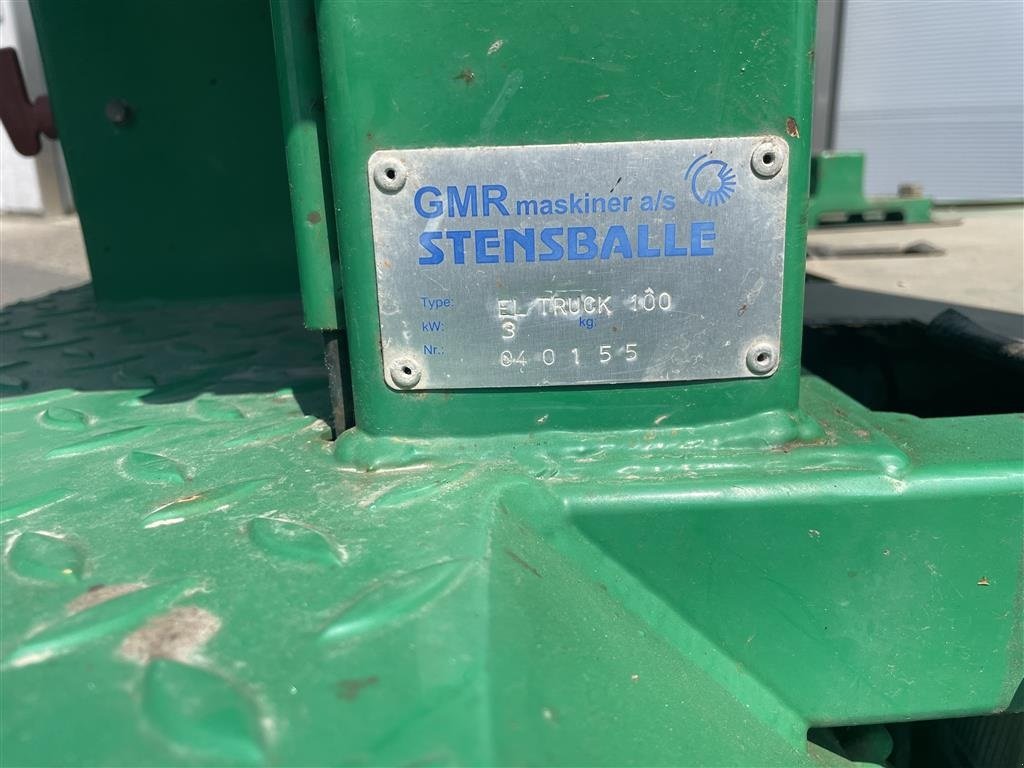 GMR maskiner a/s
STENSBALLE
Type: EL TRUCK 100
kW: 3 kg:
Nr.: 040155